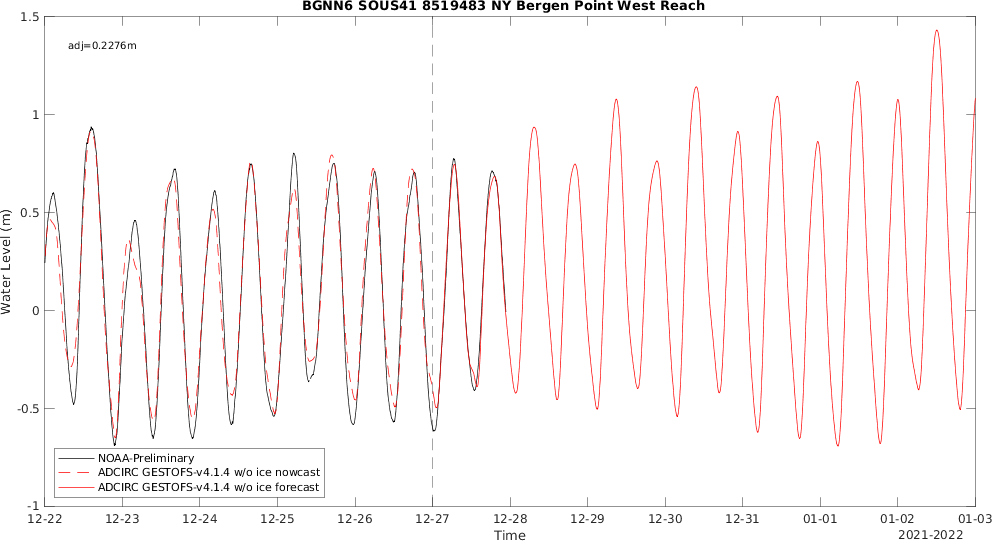 BGNN6 SOUS41 8519483 NY Bergen Point West Reach
1.5
adj=0.2276m
1
0.5
Water Level (m)
0
-0.5
NOAA-Preliminary
ADCIRC GESTOFS-v4.1.4 w/o ice nowcast
ADCIRC GESTOFS-v4.1.4 w/o ice forecast
-1
12-22 12-23 12-24 12-25 12-26 12-27 12-28 12-29 12-30 12-31 01-01 01-02 01-03
Time
2021-2022